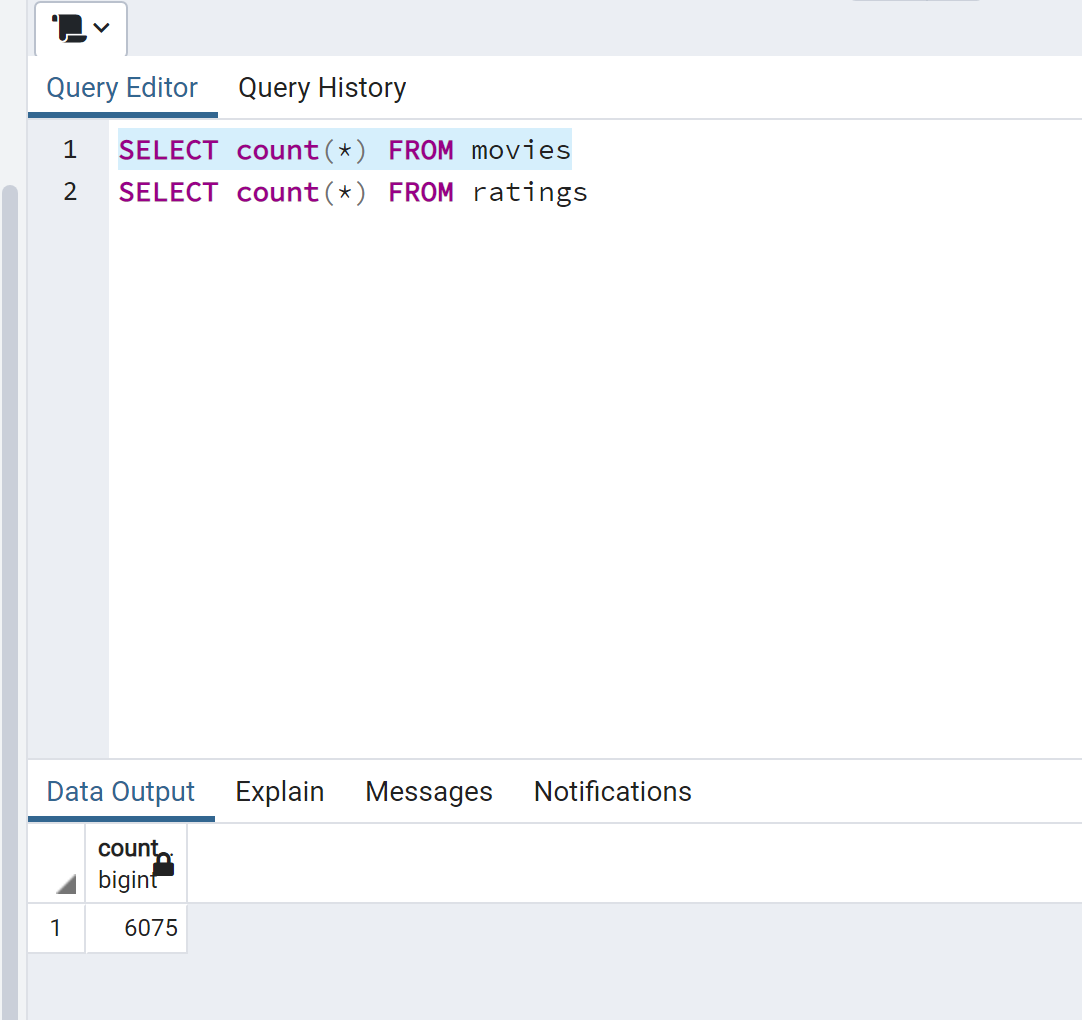 Query Editor Query History
1 SELECT count(*) FROM movies
2 SELECT count(*) FROM ratings
Data Output Explain Messages Notifications
count
bigint
1 6075